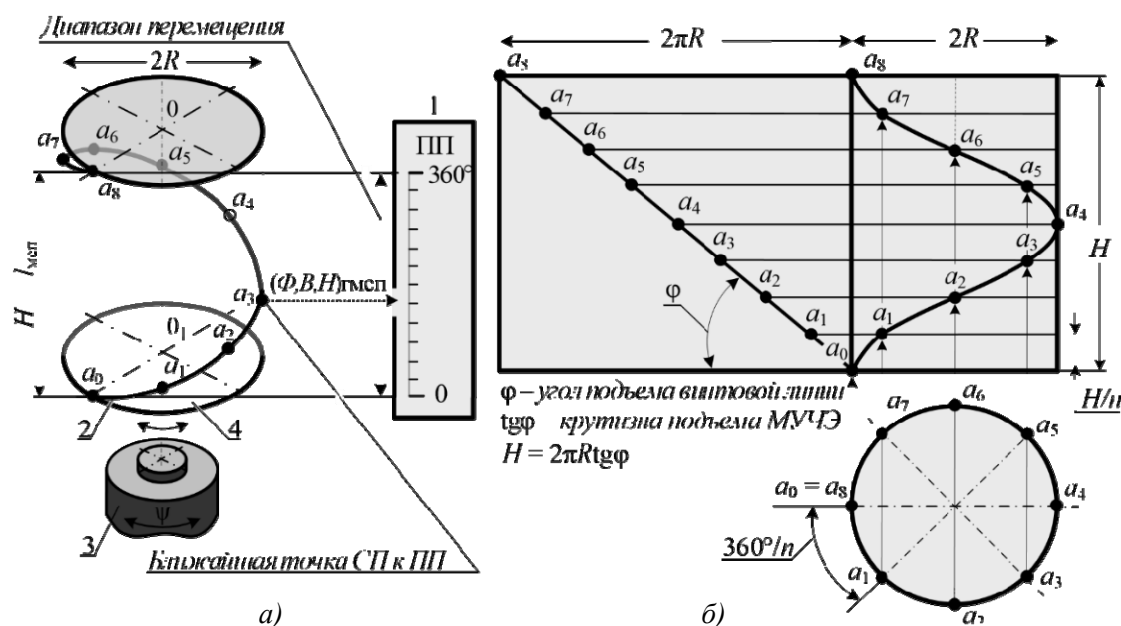 Диапазон перемещения
2R
0
a₆
a₇
a₅
a₈
a₄
H
lмсп
a₃
(Ф,В,Н)пмсп
0₁
a₂
a₁
a₀
2
4
ψ
3
Ближайшая точка СП к ПП
1
ПП
360°
0
а)
2πR
2R
a₈
a₇
a₇
a₆
a₆
a₅
a₅
a₄
a₄
a₃
a₃
H
a₂
a₂
φ
a₁
a₁
a₀
H/n
φ – угол подъема винтовой линии
tgφ крутизна подъема МУЧЭ
H = 2πRtgφ
a₆
a₇
a₅
a₀ = a₈
a₄
360°/n
a₁
a₃
б)